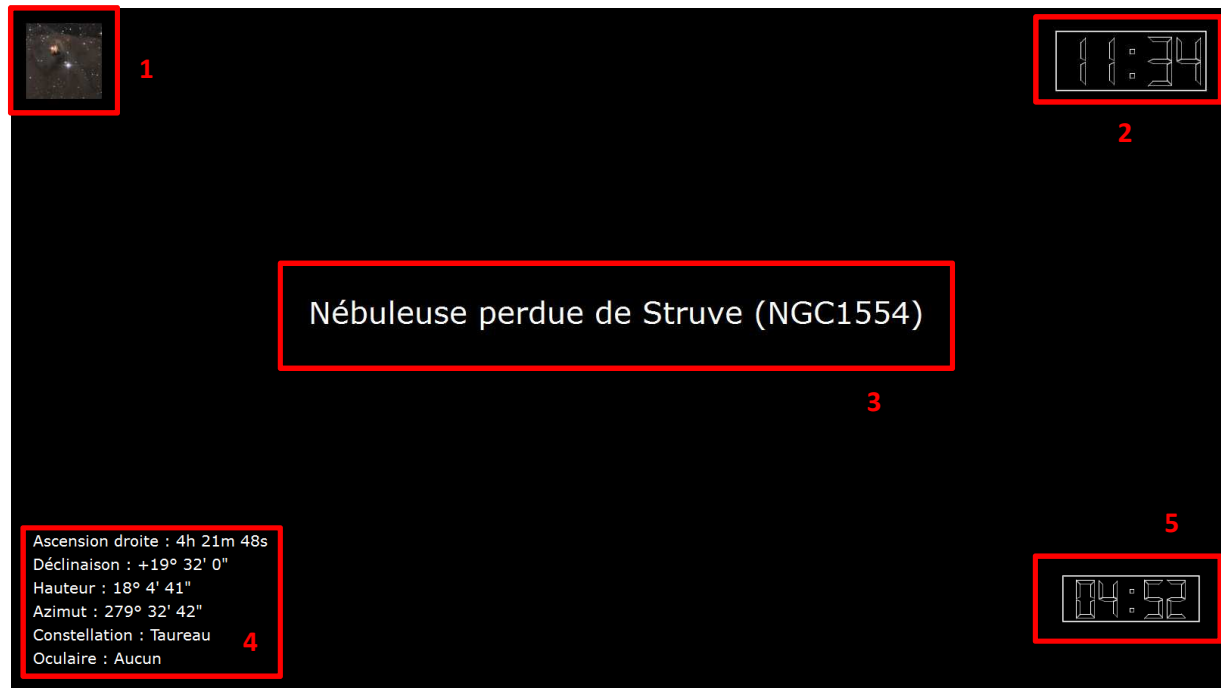 1
11:34
2
Nébuleuse perdue de Struve (NGC1554)
3
Ascension droite : 4h 21m 48s
Déclinaison : +19° 32' 0"
Hauteur : 18° 4' 41"
Azimut : 279° 32' 42"
Constellation : Taureau
Oculaire : Aucun
4
5
04:52